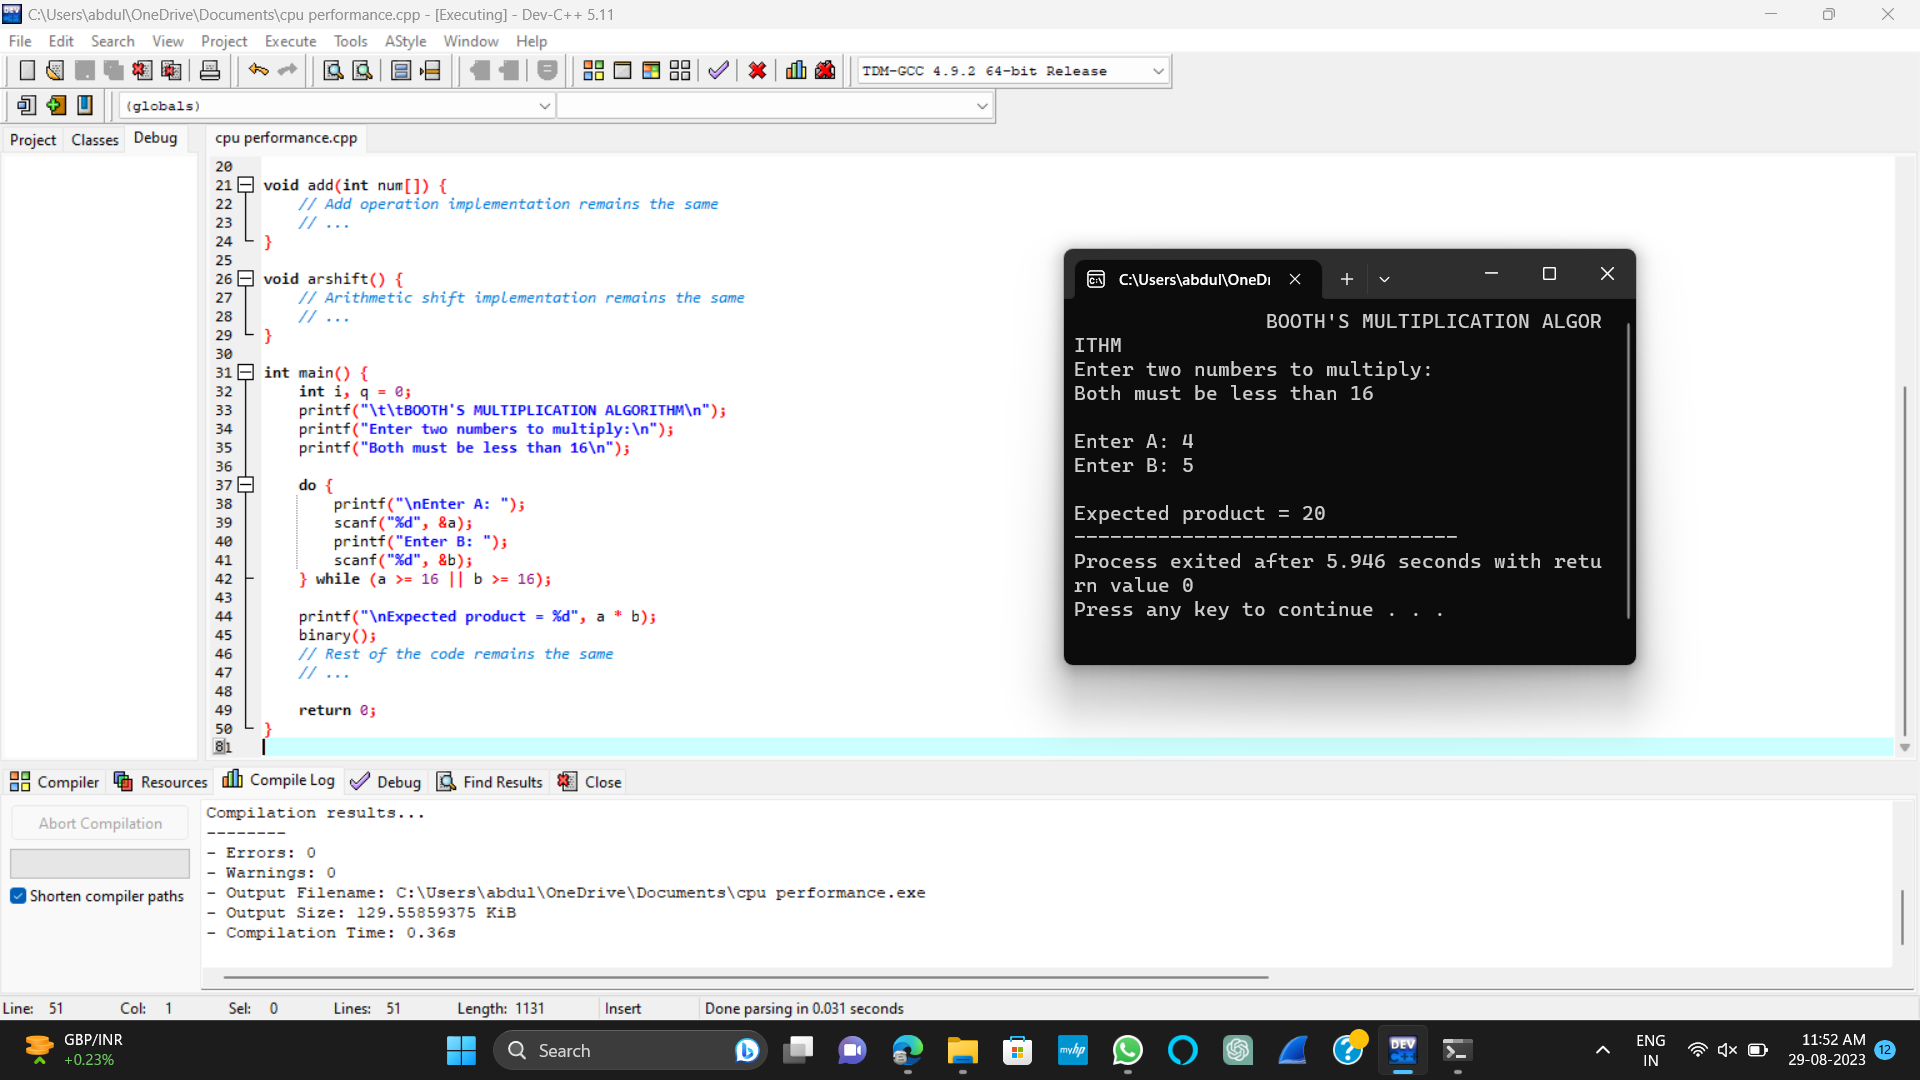 C:\Users\abdul\OneDrive\Documents\cpu performance.cpp - [Executing] - Dev-C++ 5.11
File Edit Search View Project Execute Tools AStyle Window Help
TDM-GCC 4.9.2 64-bit Release
(globals)
Project Classes Debug
cpu performance.cpp
20
21 void add(int num[]) {
22 // Add operation implementation remains the same
23 // ...
24 }
25
26 void arshift() {
27 // Arithmetic shift implementation remains the same
28 // ...
29 }
30
31 int main() {
32 int i, q = 0;
33 printf("\t\tBOOTH'S MULTIPLICATION ALGORITHM\n");
34 printf("Enter two numbers to multiply:\n");
35 printf("Both must be less than 16\n");
36
37 do {
38 printf("\nEnter A: ");
39 scanf("%d", &a);
40 printf("Enter B: ");
41 scanf("%d", &b);
42 } while (a >= 16 || b >= 16);
43
44 printf("\nExpected product = %d", a * b);
45 binary();
46 // Rest of the code remains the same
47 // ...
48
49 return 0;
50 }
C:\Users\abdul\OneDr
BOOTH'S MULTIPLICATION ALGOR
ITHM
Enter two numbers to multiply:
Both must be less than 16
Enter A: 4
Enter B: 5
Expected product = 20
--------------------------------
Process exited after 5.946 seconds with retu
rn value 0
Press any key to continue . . .
Compiler Resources Compile Log Debug Find Results Close
Abort Compilation
Shorten compiler paths
Compilation results...
--------
- Errors: 0
- Warnings: 0
- Output Filename: C:\Users\abdul\OneDrive\Documents\cpu performance.exe
- Output Size: 129.55859375 KiB
- Compilation Time: 0.36s
Line: 51 Col: 1 Sel: 0 Lines: 51 Length: 1131 Insert Done parsing in 0.031 seconds
GBP/INR
+0.23%
Search
myhp
DEV
C++
ENG
IN
11:52 AM
29-08-2023
12